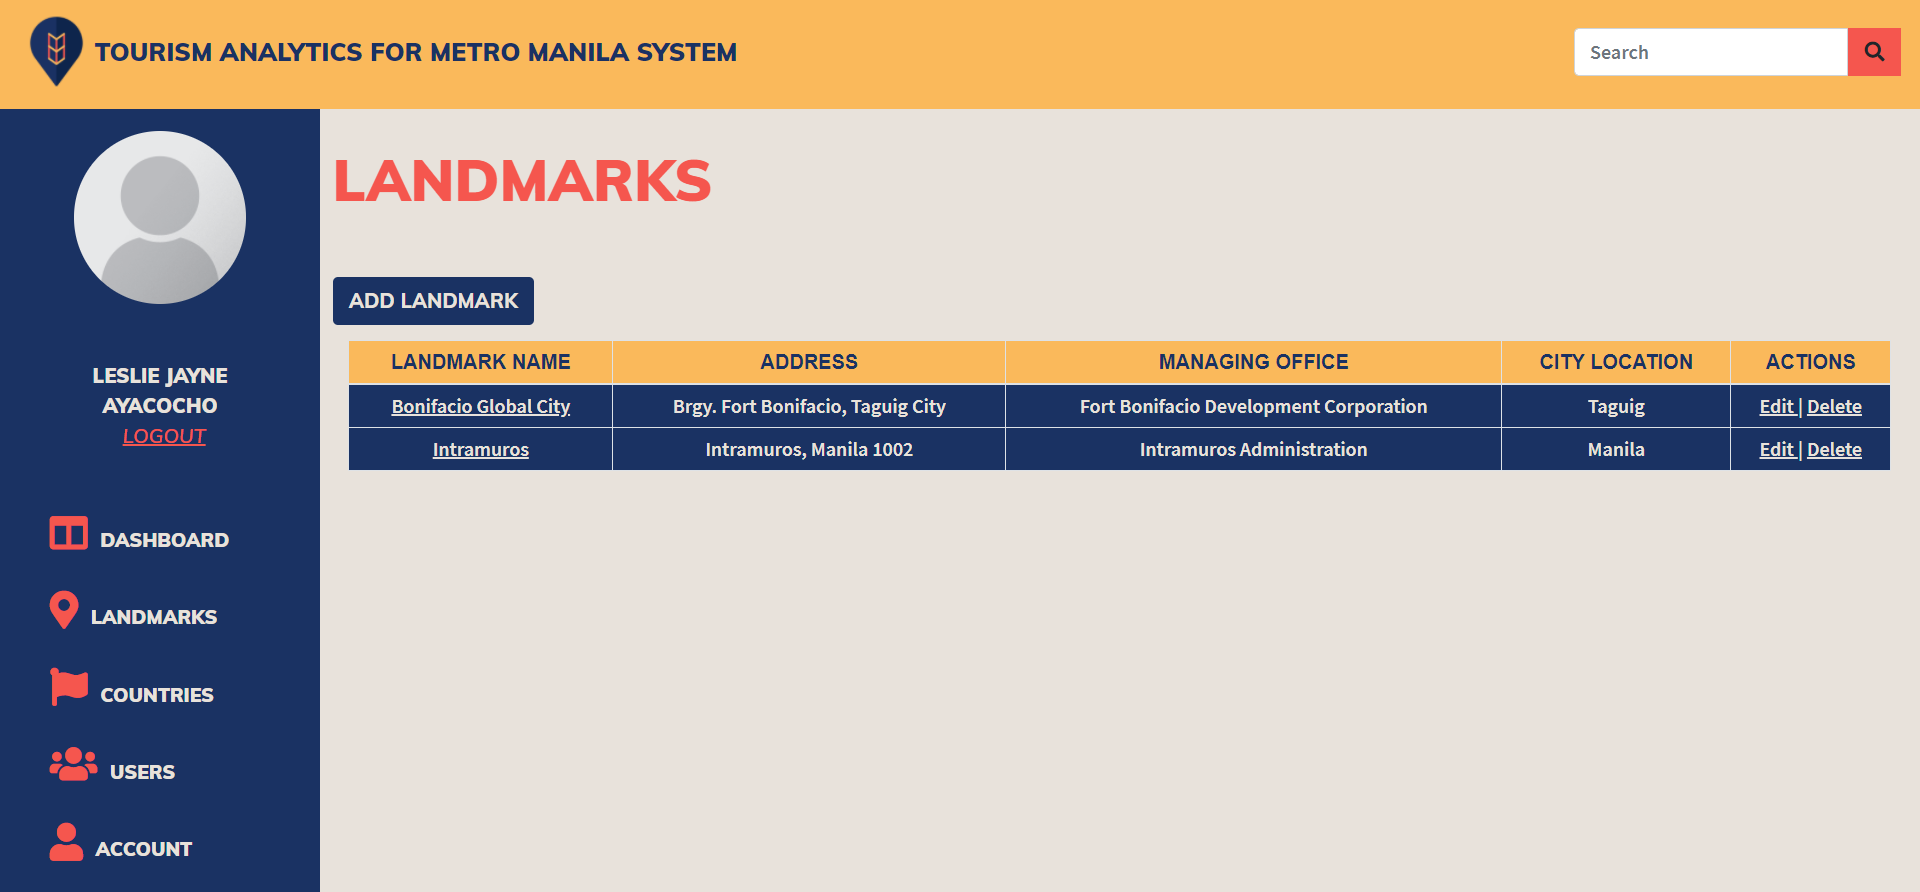 TOURISM ANALYTICS FOR METRO MANILA SYSTEM
Search
LESLIE JAYNE
AYACOCHO
LOGOUT
DASHBOARD
LANDMARKS
COUNTRIES
USERS
ACCOUNT
LANDMARKS
ADD LANDMARK
LANDMARK NAME ADDRESS MANAGING OFFICE CITY LOCATION ACTIONS
Bonifacio Global City Brgy. Fort Bonifacio, Taguig City Fort Bonifacio Development Corporation Taguig Edit | Delete
Intramuros Intramuros, Manila 1002 Intramuros Administration Manila Edit | Delete